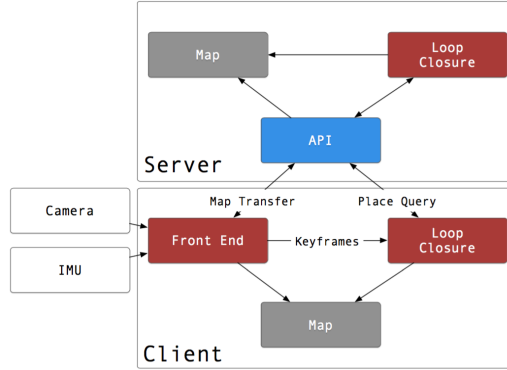 Map
Loop
Closure
API
Server
Map Transfer
Place Query
Camera
Front End
Keyframes
Loop
Closure
IMU
Map
Client